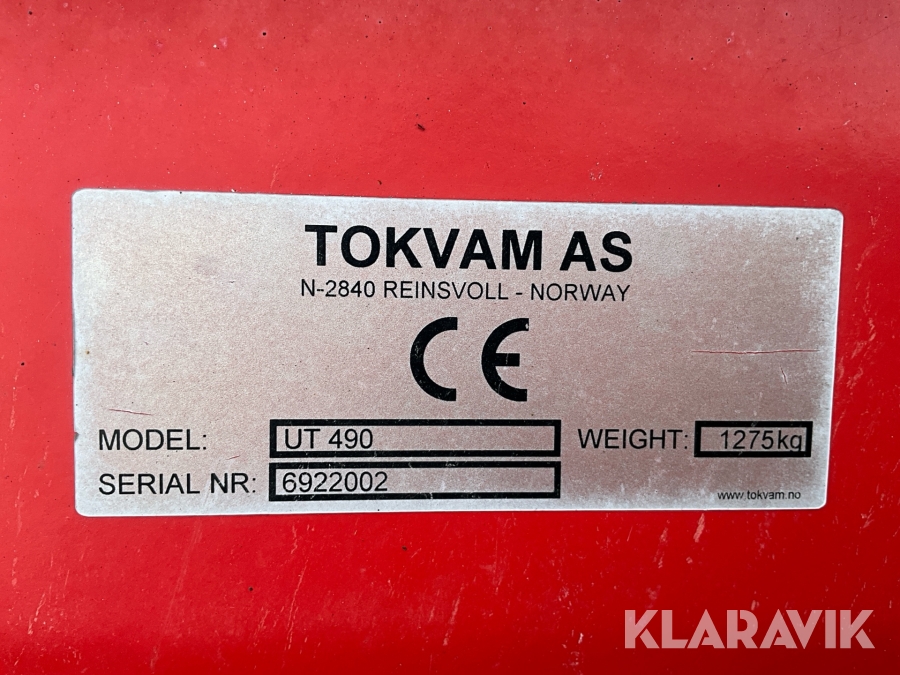 TOKVAM AS
N-2840 REINSVOLL - NORWAY
CE
MODEL: UT 490 WEIGHT: 1275kg
SERIAL NR: 6922002
www.tokvam.no
KLARAVIK